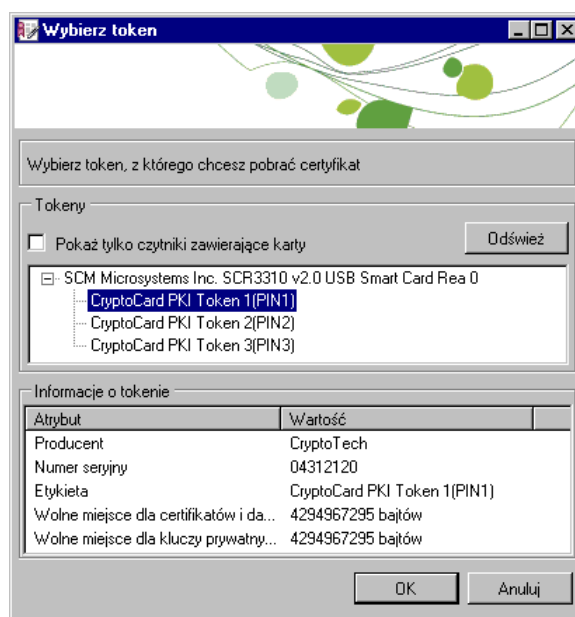 Wybierz token
Wybierz token, z którego chcesz pobrać certyfikat
Tokeny
Pokaż tylko czytniki zawierające karty
Odśwież
SCM Microsystems Inc. SCR3310 v2.0 USB Smart Card Rea 0
CryptoCard PKI Token 1(PIN1)
CryptoCard PKI Token 2(PIN2)
CryptoCard PKI Token 3(PIN3)
Informacje o tokenie
Atrybut Wartość
Producent CryptoTech
Numer seryjny 04312120
Etykieta CryptoCard PKI Token 1(PIN1)
Wolne miejsce dla certifikatów i da... 4294967295 bajtów
Wolne miejsce dla kluczy prywatny... 4294967295 bajtów
OK Anuluj